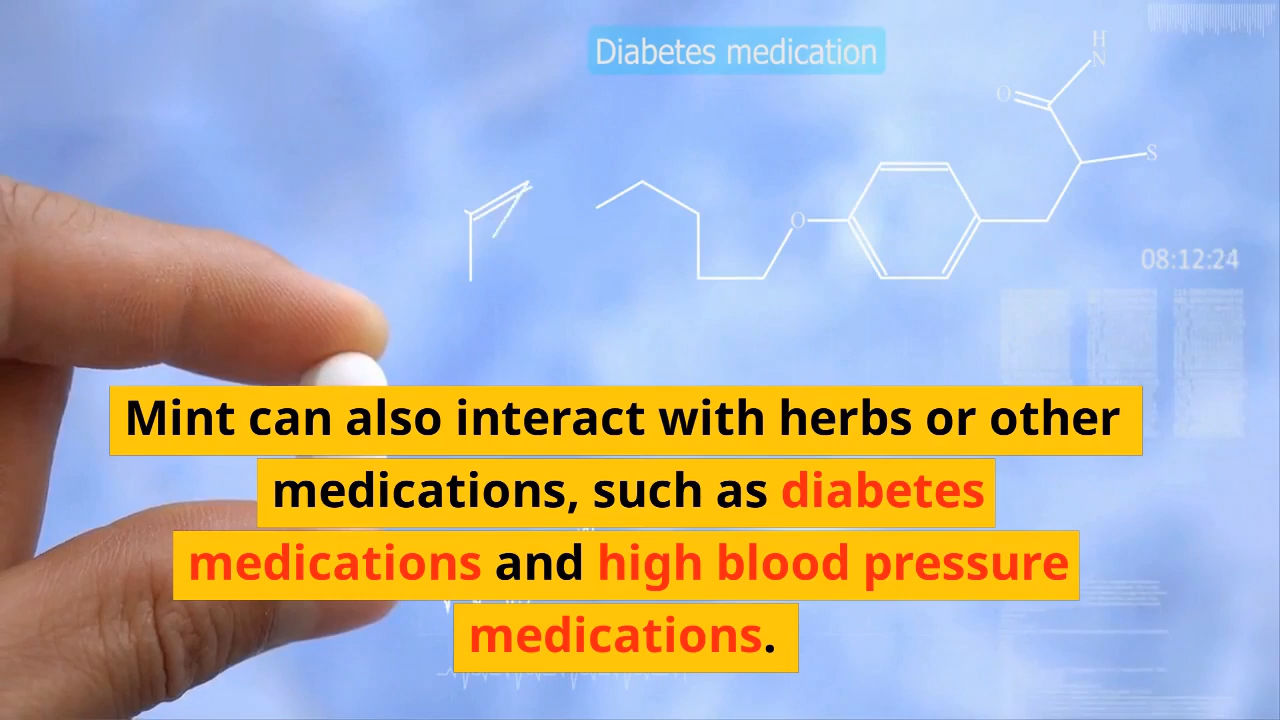 Diabetes medication
H
N
O
S
O
08:12:24
Mint can also interact with herbs or other
medications, such as diabetes
medications and high blood pressure
medications.